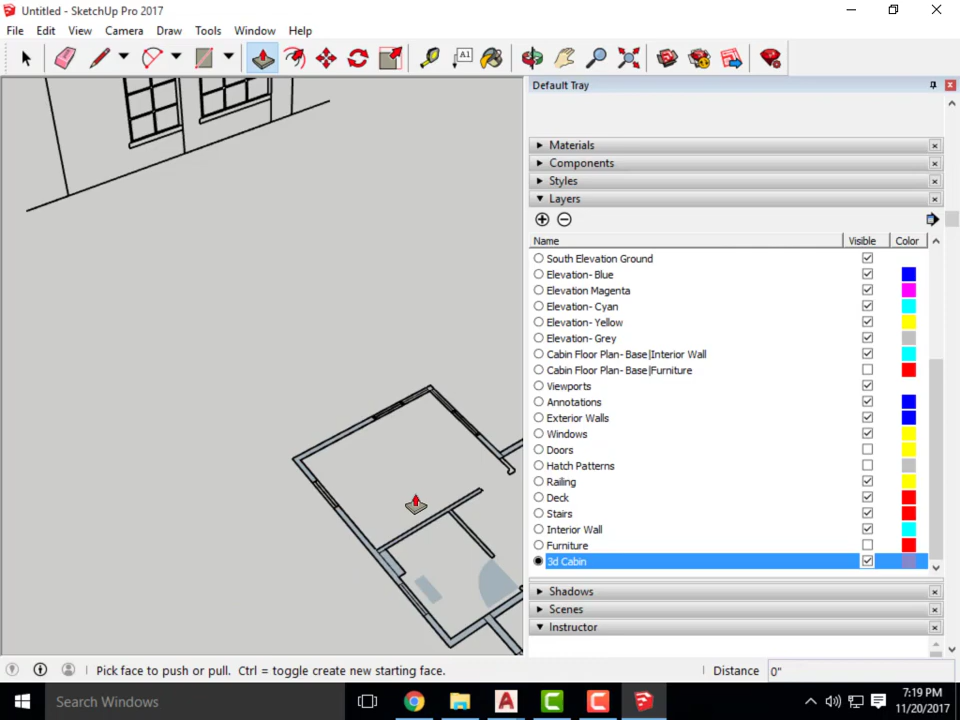 Untitled - SketchUp Pro 2017
File Edit View Camera Draw Tools Window Help
A1
Default Tray
Materials
Components
Styles
Layers
Name Visible Color
South Elevation Ground
Elevation- Blue
Elevation Magenta
Elevation- Cyan
Elevation- Yellow
Elevation- Grey
Cabin Floor Plan- Base|Interior Wall
Cabin Floor Plan- Base|Furniture
Viewports
Annotations
Exterior Walls
Windows
Doors
Hatch Patterns
Railing
Deck
Stairs
Interior Wall
Furniture
3d Cabin
Shadows
Scenes
Instructor
Pick face to push or pull. Ctrl = toggle create new starting face.
Distance 0"
Search Windows
7:19 PM
11/20/2017